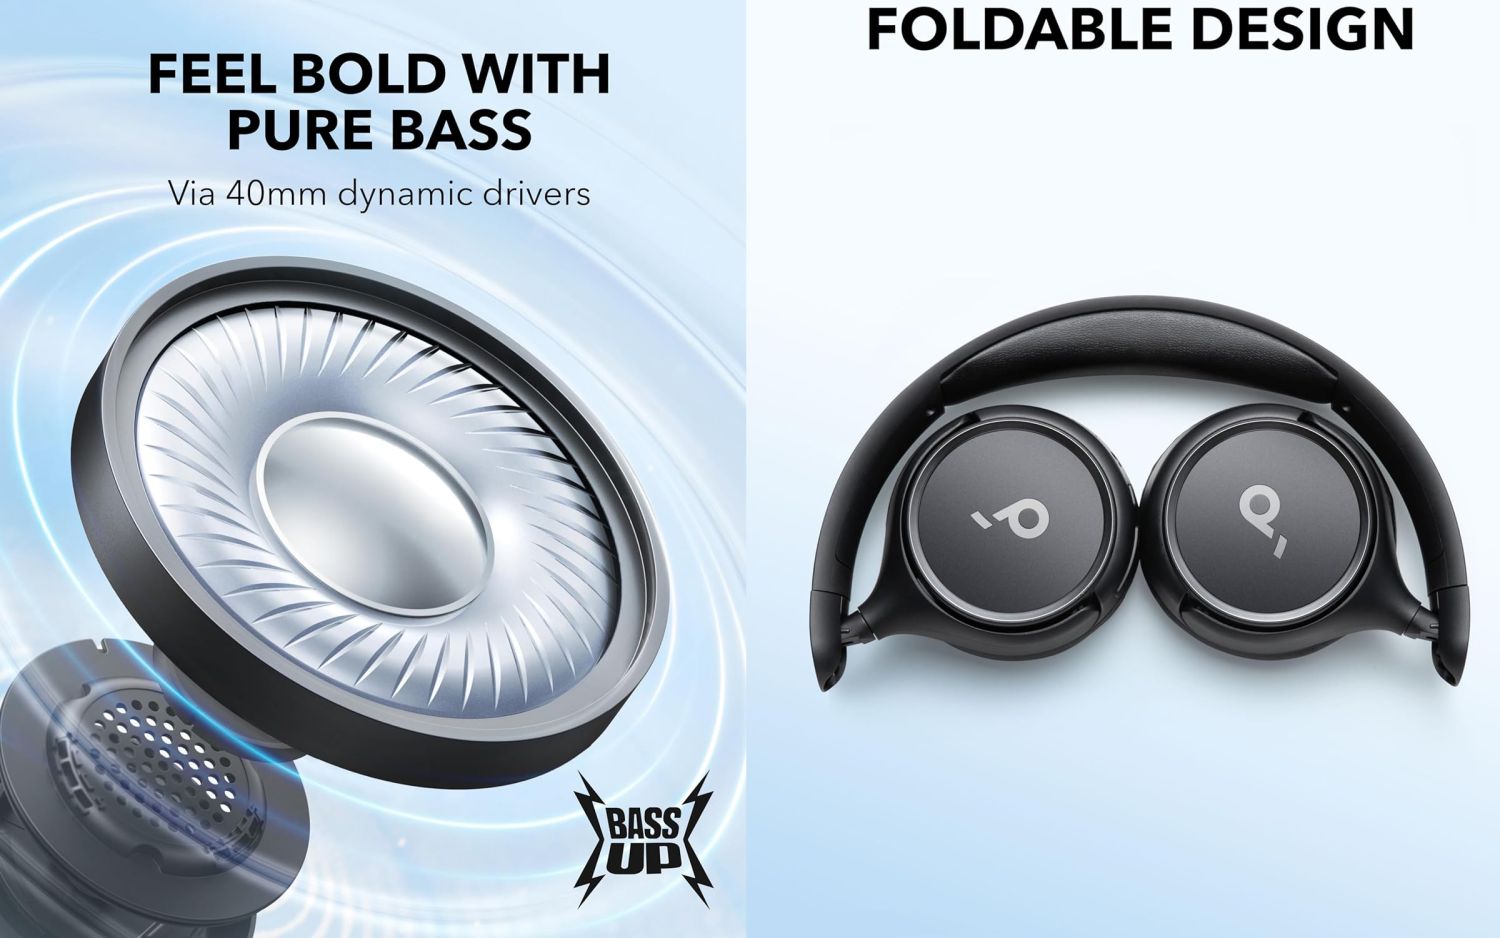 FEEL BOLD WITH
PURE BASS
Via 40mm dynamic drivers
BASS
UP
FOLDABLE DESIGN